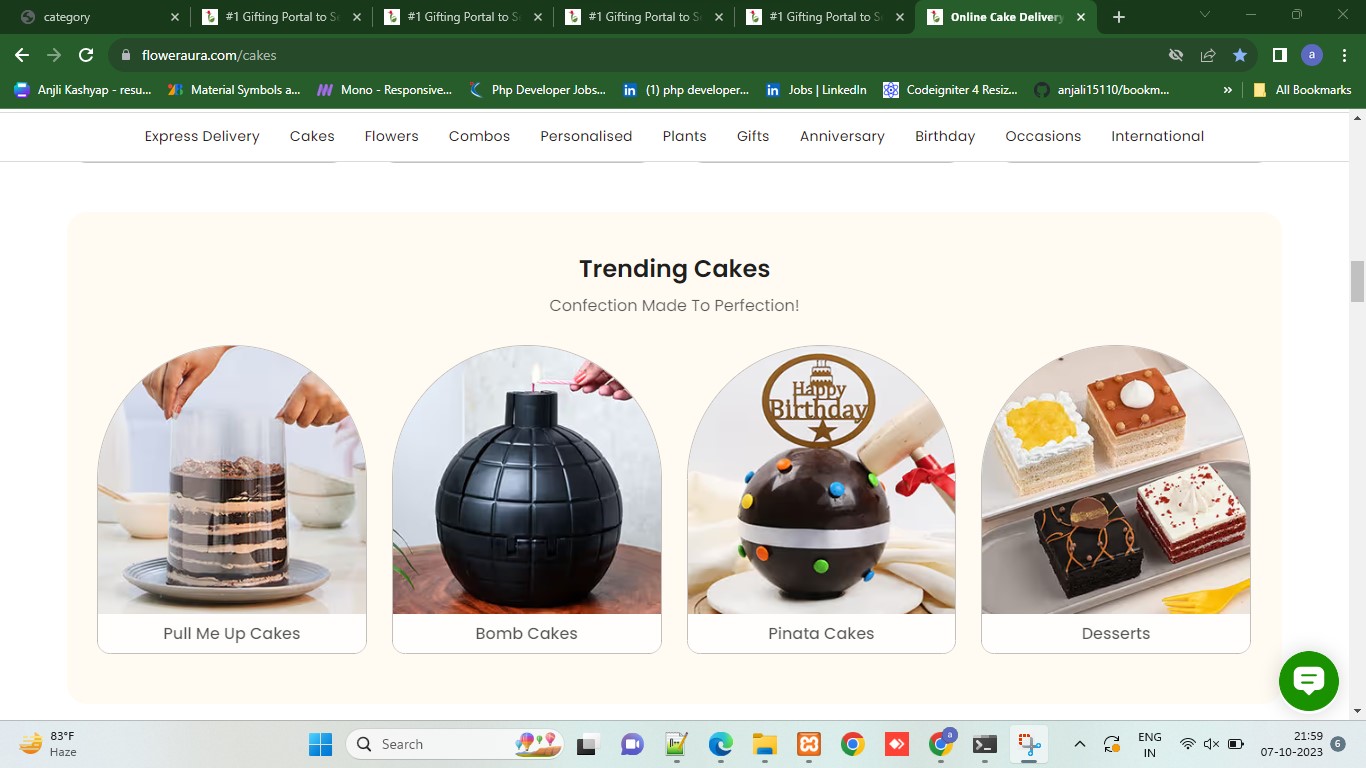 category
#1 Gifting Portal to Se
#1 Gifting Portal to Se
#1 Gifting Portal to Se
#1 Gifting Portal to Se
Online Cake Delivery
floweraura.com/cakes
a
Anjli Kashyap - resu...
Material Symbols a...
Mono - Responsive...
Php Developer Jobs...
(1) php developer...
Jobs | LinkedIn
Codeigniter 4 Resiz...
anjali15110/bookm...
»
All Bookmarks
Express Delivery
Cakes
Flowers
Combos
Personalised
Plants
Gifts
Anniversary
Birthday
Occasions
International
Trending Cakes
Confection Made To Perfection!
Happy
Birthday
Pull Me Up Cakes
Bomb Cakes
Pinata Cakes
Desserts
83°F
Haze
Search
a
ENG
IN
21:59
07-10-2023
6